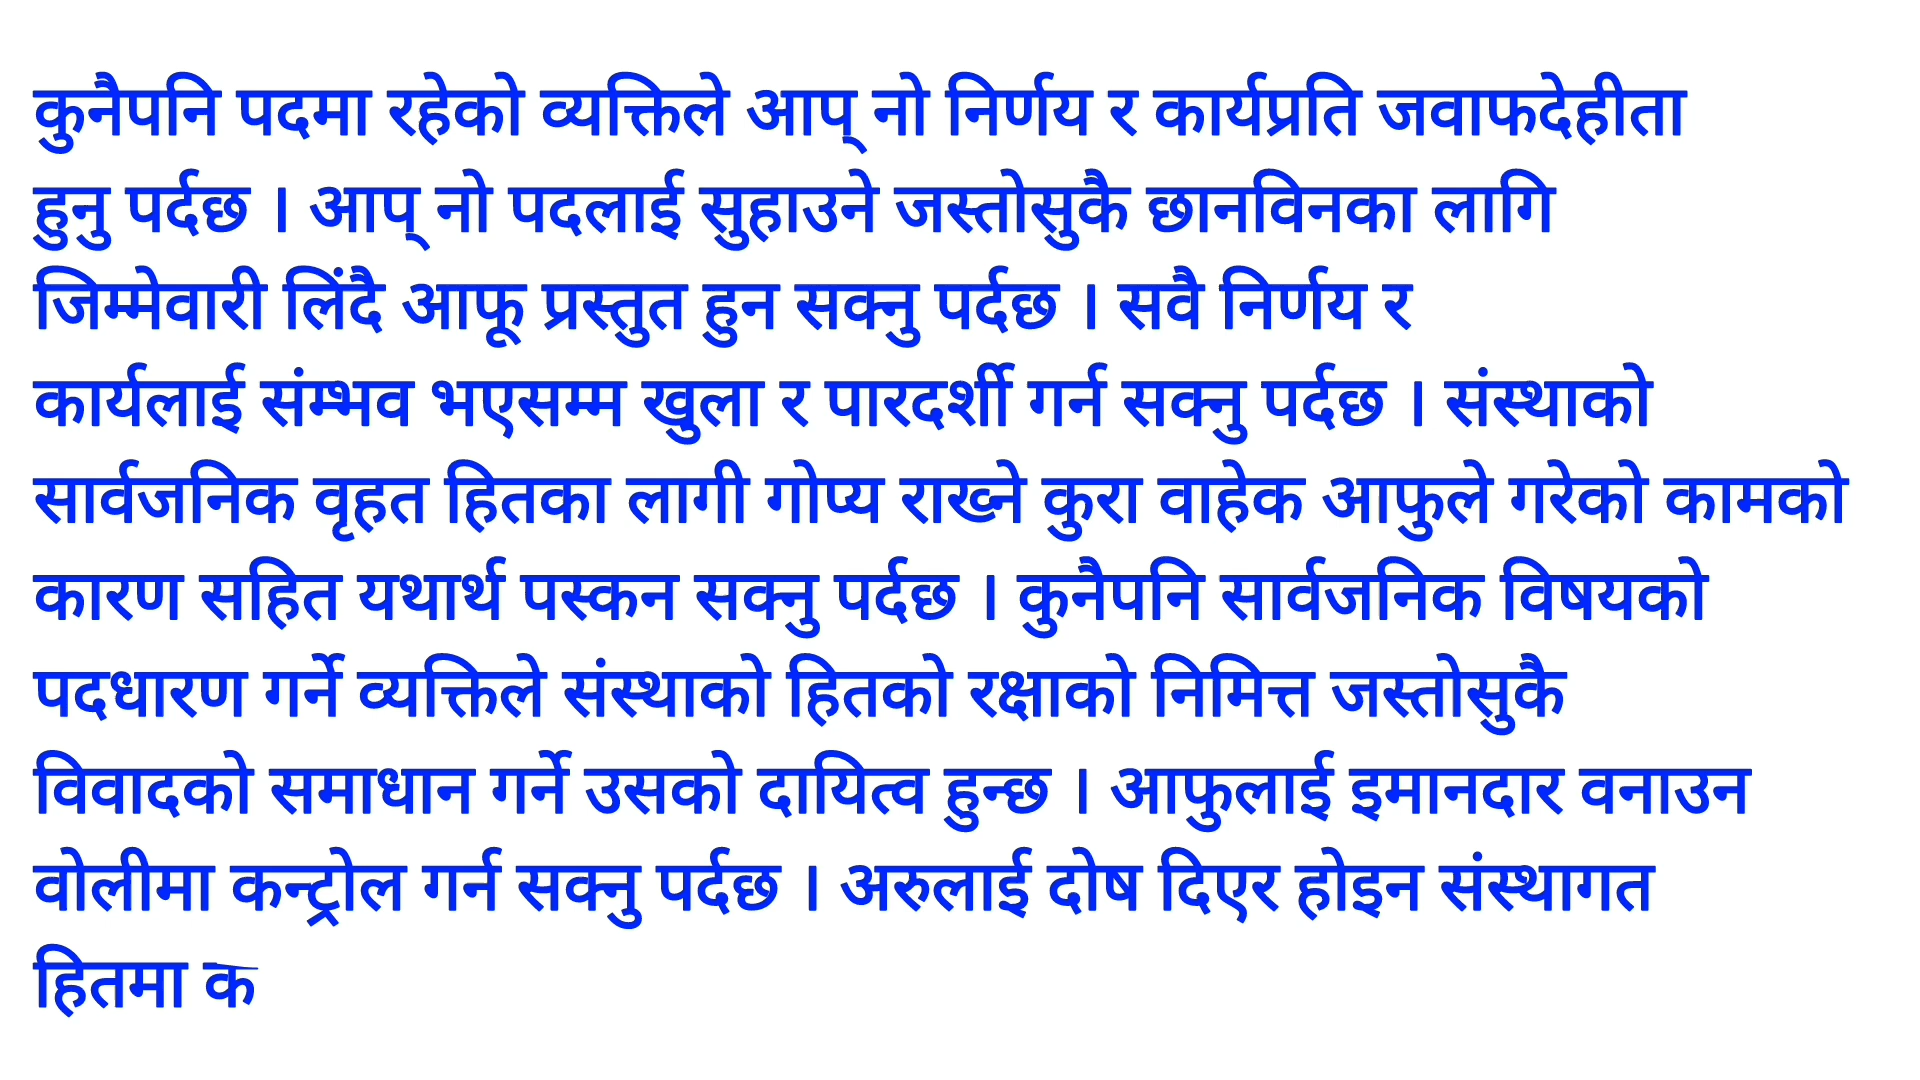 कुनैपनि पदमा रहेको व्यक्तिले आप् नो निर्णय र कार्यप्रति जवाफदेहीता
हुनु पर्दछ । आप् नो पदलाई सुहाउने जस्तोसुकै छानविनका लागि
जिम्मेवारी लिंदै आफू प्रस्तुत हुन सक्नु पर्दछ । सवै निर्णय र
कार्यलाई संम्भव भएसम्म खुला र पारदर्शी गर्न सक्नु पर्दछ । संस्थाको
सार्वजनिक वृहत हितका लागी गोप्य राख्ने कुरा वाहेक आफुले गरेको कामको
कारण सहित यथार्थ पस्कन सक्नु पर्दछ । कुनैपनि सार्वजनिक विषयको
पदधारण गर्ने व्यक्तिले संस्थाको हितको रक्षाको निमित्त जस्तोसुकै
विवादको समाधान गर्ने उसको दायित्व हुन्छ । आफुलाई इमानदार वनाउन
वोलीमा कन्ट्रोल गर्न सक्नु पर्दछ । अरुलाई दोष दिएर होइन संस्थागत
हितमा क